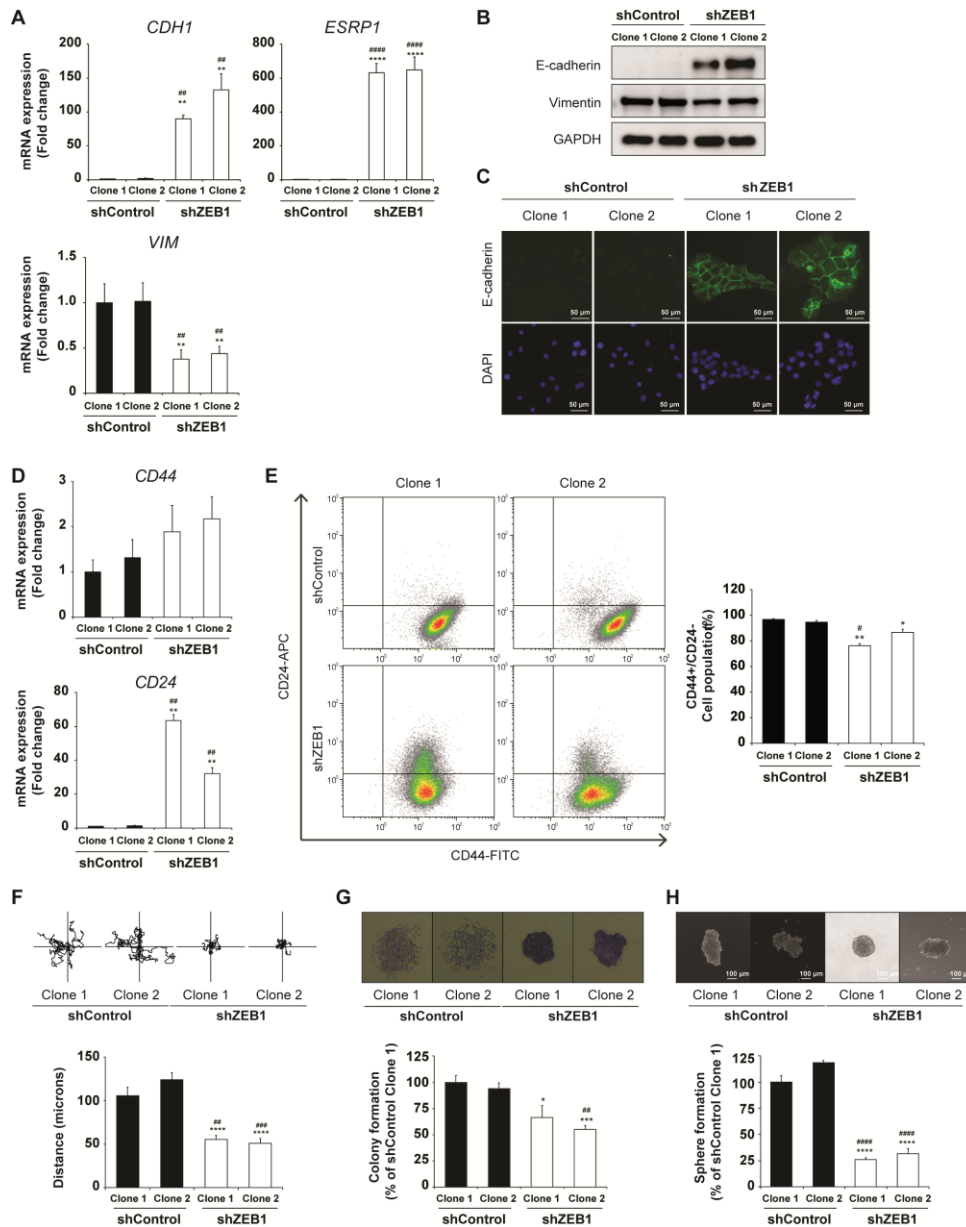 A
CDH1
ESRP1
mRNA expression
(Fold change)
200
150
100
50
0
##
**
##
**
800
600
400
200
0
####
****
####
****
Clone 1 Clone 2 Clone 1 Clone 2
shControl shZEB1
Clone 1 Clone 2 Clone 1 Clone 2
shControl shZEB1
VIM
mRNA expression
(Fold change)
1.5
1.0
0.5
0.0
##
**
##
**
Clone 1 Clone 2 Clone 1 Clone 2
shControl shZEB1
B
shControl shZEB1
Clone 1 Clone 2 Clone 1 Clone 2
E-cadherin
Vimentin
GAPDH
C
shControl shZEB1
Clone 1 Clone 2 Clone 1 Clone 2
E-cadherin
50 µm 50 µm 50 µm 50 µm
DAPI
50 µm 50 µm 50 µm 50 µm
D
CD44
mRNA expression
(Fold change)
3
2
1
0
Clone 1 Clone 2 Clone 1 Clone 2
shControl shZEB1
CD24
mRNA expression
(Fold change)
80
60
40
20
0
##
**
##
**
Clone 1 Clone 2 Clone 1 Clone 2
shControl shZEB1
E
Clone 1 Clone 2
shControl
shZEB1
CD24-APC
CD44-FITC
CD44+/CD24-
Cell population(%)
120
100
80
60
40
20
0
#
**
*
Clone 1 Clone 2 Clone 1 Clone 2
shControl shZEB1
F
Clone 1 Clone 2 Clone 1 Clone 2
shControl shZEB1
Distance (microns)
150
100
50
0
##
****
###
****
Clone 1 Clone 2 Clone 1 Clone 2
shControl shZEB1
G
Clone 1 Clone 2 Clone 1 Clone 2
shControl shZEB1
Colony formation
(% of shControl Clone 1)
125
100
75
50
25
0
*
##
***
Clone 1 Clone 2 Clone 1 Clone 2
shControl shZEB1
H
100 µm 100 µm 100 µm 100 µm
Clone 1 Clone 2 Clone 1 Clone 2
shControl shZEB1
Sphere formation
(% of shControl Clone 1)
125
100
75
50
25
0
####
****
####
****
Clone 1 Clone 2 Clone 1 Clone 2
shControl shZEB1